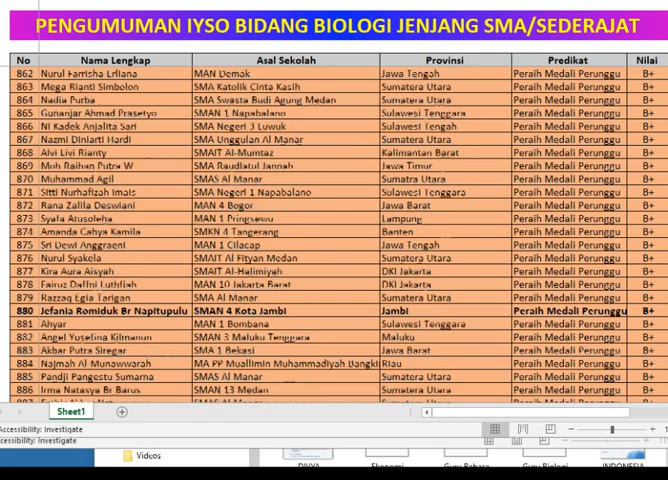 PENGUMUMAN IYSO BIDANG BIOLOGI JENJANG SMA/SEDERAJAT
No Nama Lengkap Asal Sekolah Provinsi Predikat Nilai
862 Nurul Farrisha Erliana MAN Demak Jawa Tengah Peraih Medali Perunggu B+
863 Mega Rianti Simbolon SMA Katolik Cinta Kasih Sumatera Utara Peraih Medali Perunggu B+
864 Nadia Purba SMA Swasta Budi Agung Medan Sumatera Utara Peraih Medali Perunggu B+
865 Gunanjar Ahmad Prasetyo SMAN 1 Napabalano Sulawesi Tenggara Peraih Medali Perunggu B+
866 Ni Kadek Anjalita Sari SMA Negeri 3 Luwuk Sulawesi Tengah Peraih Medali Perunggu B+
867 Nazmi Diniarti Hardi SMA Unggulan Al Manar Sumatera Utara Peraih Medali Perunggu B+
868 Alvi Livi Rianty SMAIT Al-Mumtaz Kalimantan Barat Peraih Medali Perunggu B+
869 Moh Raihan Putra W SMA Raudlatul Jannah Jawa Timur Peraih Medali Perunggu B+
870 Muhammad Agil SMAS Al Manar Sumatra Utara Peraih Medali Perunggu B+
871 Sitti Nurhafizah Imais SMA Negeri 1 Napabalano Sulawesi Tenggara Peraih Medali Perunggu B+
872 Rana Zalila Deswiani MAN 4 Bogor Jawa Barat Peraih Medali Perunggu B+
873 Syafa Atusoleha MAN 1 Pringsewu Lampung Peraih Medali Perunggu B+
874 Amanda Cahya Kamila SMKN 4 Tangerang Banten Peraih Medali Perunggu B+
875 Sri Dewi Anggraeni MAN 1 Cilacap Jawa Tengah Peraih Medali Perunggu B+
876 Nurul Syakela SMAIT Al Fityan Medan Sumatera Utara Peraih Medali Perunggu B+
877 Kira Aura Aisyah SMAIT Al-Halimiyah DKI Jakarta Peraih Medali Perunggu B+
878 Fairuz Daffni Luthfiah MAN 10 Jakarta Barat DKI Jakarta Peraih Medali Perunggu B+
879 Razzaq Egia Tarigan SMA Al Manar Sumatera Utara Peraih Medali Perunggu B+
880 Jefania Romiduk Br Napitupulu SMAN 4 Kota Jambi Jambi Peraih Medali Perunggu B+
881 Ahyar MAN 1 Bombana Sulawesi Tenggara Peraih Medali Perunggu B+
882 Angel Yosefina Kilmanun SMAN 3 Maluku Tenggara Maluku Peraih Medali Perunggu B+
883 Akbar Putra Siregar SMA 1 Bekasi Jawa Barat Peraih Medali Perunggu B+
884 Najmah Al-Munawwarah MA PP Muallimin Muhammadiyah Bangki Riau Peraih Medali Perunggu B+
885 Pandji Pangestu Sumarna SMAS Al Manar Sumatera Utara Peraih Medali Perunggu B+
886 Irma Natasya Br Barus SMAN 13 Medan Sumatera Utara Peraih Medali Perunggu B+
Sheet1
Accessibility: Investigate
cessibility: Investigate
Videos
DIVYA Ekonomi Guru Bahasa Guru Biologi INDONESIA